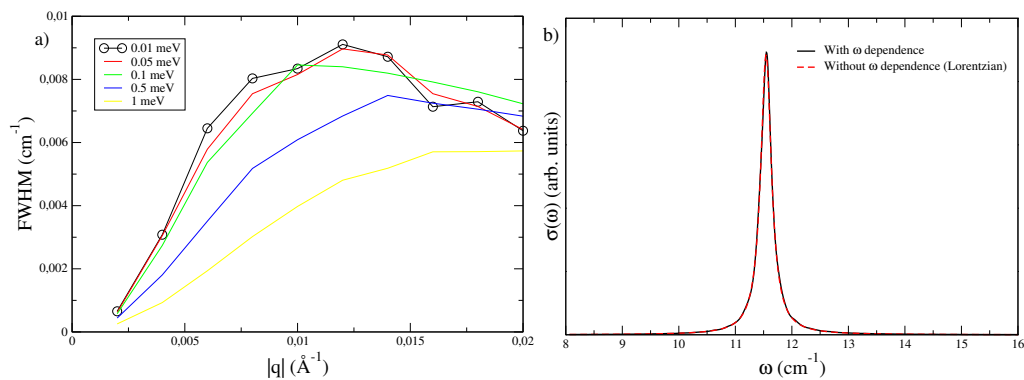 a)
0,01
0,008
0,006
0,004
0,002
0
FWHM (cm⁻¹)
0.01 meV
0.05 meV
0.1 meV
0.5 meV
1 meV
0
0,005
0,01
0,015
0,02
|q| (Å⁻¹)
b)
With ω dependence
Without ω dependence (Lorentzian)
σ(ω) (arb. units)
8
9
10
11
12
13
14
15
16
ω (cm⁻¹)